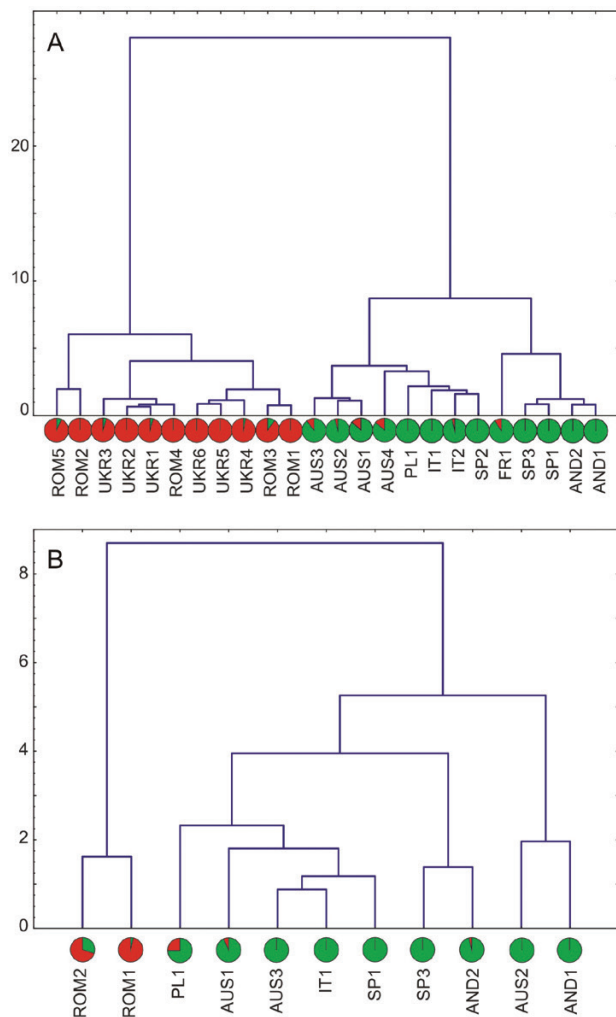 A
20
10
0
ROM5 ROM2 UKR3 UKR2 UKR1 ROM4 UKR6 UKR5 UKR4 ROM3 ROM1 AUS3 AUS2 AUS1 AUS4 PL1 IT1 IT2 SP2 FR1 SP3 SP1 AND2 AND1
B
8
6
4
2
0
ROM2 ROM1 PL1 AUS1 AUS3 IT1 SP1 SP3 AND2 AUS2 AND1